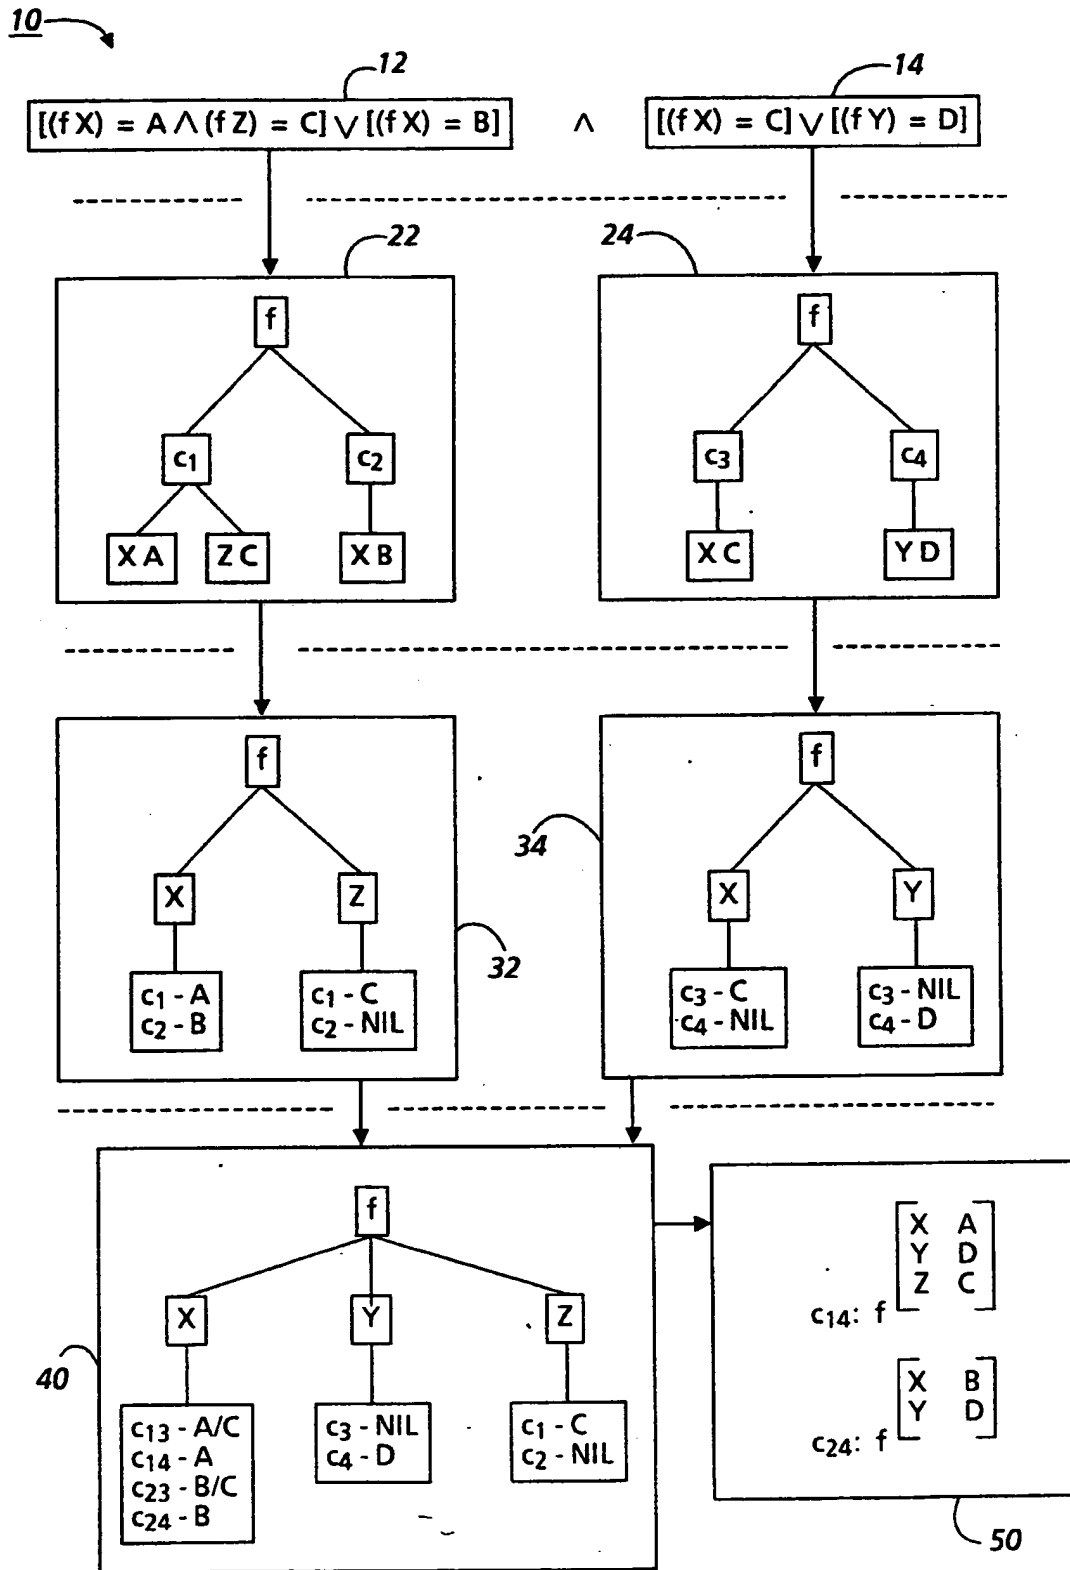 10
12
14
[(f X) = A ∧ (f Z) = C] ∨ [(f X) = B] ∧ [(f X) = C] ∨ [(f Y) = D]
22
24
f
f
c1 c2
c3 c4
X A Z C X B
X C Y D
f
f
34
X Z
X Y
32
c1 - A
c2 - B
c1 - C
c2 - NIL
c3 - C
c4 - NIL
c3 - NIL
c4 - D
f
X Y Z
40
c13 - A/C
c14 - A
c23 - B/C
c24 - B
c3 - NIL
c4 - D
c1 - C
c2 - NIL
X A
Y D
Z C
c14: f
X B
Y D
c24: f
50